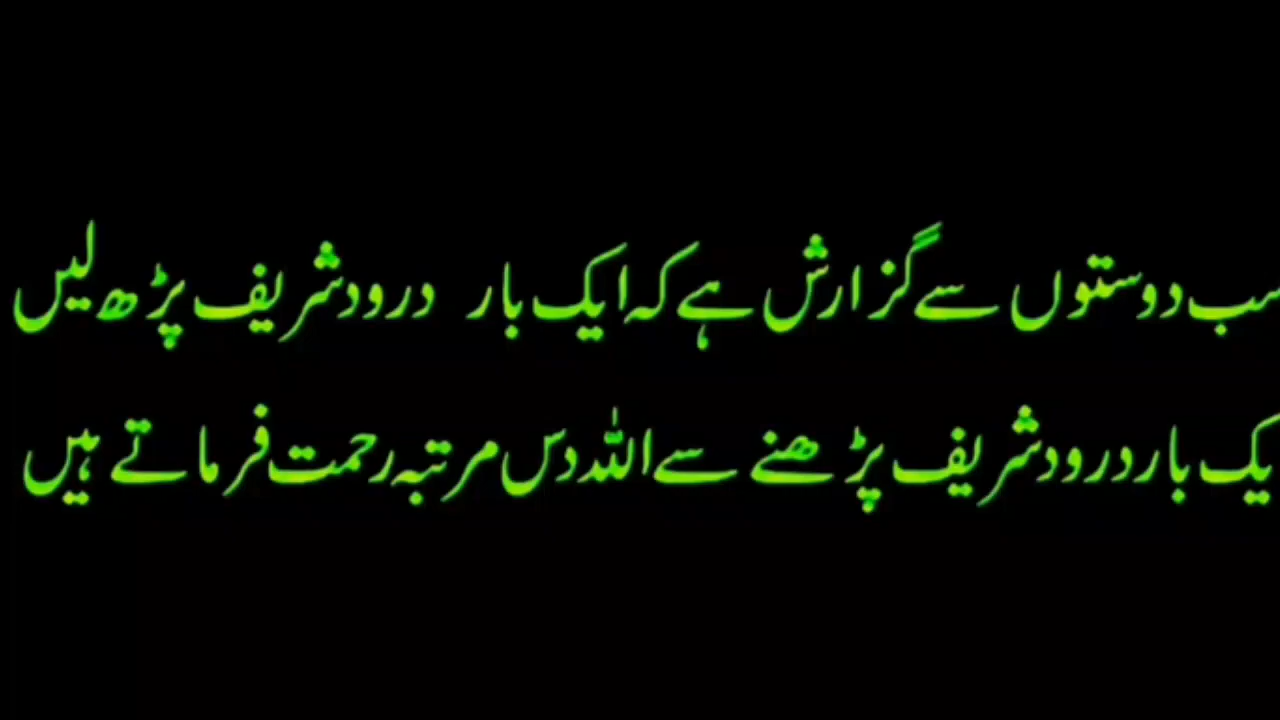 سب دوستوں سے گزارش ہے کہ ایک بار درود شریف پڑھ لیں
یک بار درود شریف پڑھنے سے اللہ دس مرتبہ رحمت فرماتے ہیں